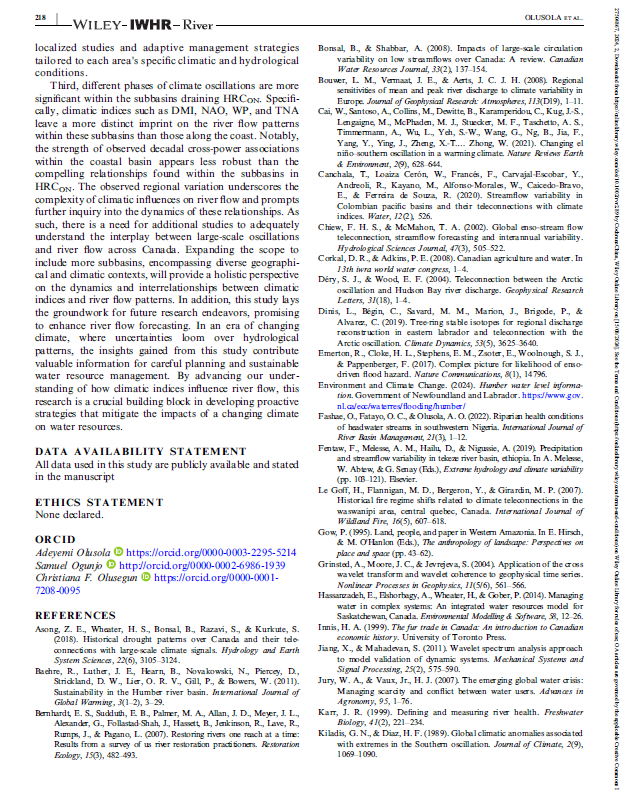 218
WILEY-IWHR-River
OLUSOLA ET AL.
localized studies and adaptive management strategies
tailored to each area's specific climatic and hydrological
conditions.
Third, different phases of climate oscillations are more
significant within the subbasins draining HRCON. Specifi-
cally, climatic indices such as DMI, NAO, WP, and TNA
leave a more distinct imprint on the river flow patterns
within these subbasins than those along the coast. Notably,
the strength of observed decadal cross-power associations
within the coastal basin appears less robust than the
compelling relationships found within the subbasins in
HRCON. The observed regional variation underscores the
complexity of climatic influences on river flow and prompts
further inquiry into the dynamics of these relationships. As
such, there is a need for additional studies to adequately
understand the interplay between large-scale oscillations
and river flow across Canada. Expanding the scope to
include more subbasins, encompassing diverse geographi-
cal and climatic contexts, will provide a holistic perspective
on the dynamics and interrelationships between climatic
indices and river flow patterns. In addition, this study lays
the groundwork for future research endeavors, promising
to enhance river flow forecasting. In an era of changing
climate, where uncertainties loom over hydrological
patterns, the insights gained from this study contribute
valuable information for careful planning and sustainable
water resource management. By advancing our under-
standing of how climatic indices influence river flow, this
research is a crucial building block in developing proactive
strategies that mitigate the impacts of a changing climate
on water resources.
DATA AVAILABILITY STATEMENT
All data used in this study are publicly available and stated
in the manuscript
ETHICS STATEMENT
None declared.
ORCID
Adeyemi Olusola https://orcid.org/0000-0003-2295-5214
Samuel Ogunjo http://orcid.org/0000-0002-6986-1939
Christiana F. Olusegun https://orcid.org/0000-0001-
7208-0095
REFERENCES
Asong, Z. E., Wheater, H. S., Bonsal, B., Razavi, S., & Kurkute, S.
(2018). Historical drought patterns over Canada and their tele-
connections with large-scale climate signals. Hydrology and Earth
System Sciences, 22(6), 3105–3124.
Baehre, R., Luther, J. E., Hearn, B., Novakowski, N., Piercey, D.,
Strickland, D. W., Lier, O. R. V., Gill, P., & Bowers, W. (2011).
Sustainability in the Humber river basin. International Journal of
Global Warming, 3(1–2), 3–29.
Bernhardt, E. S., Sudduth, E. B., Palmer, M. A., Allan, J. D., Meyer, J. L.,
Alexander, G., Follastad-Shah, J., Hassett, B., Jenkinson, R., Lave, R.,
Rumps, J., & Pagano, L. (2007). Restoring rivers one reach at a time:
Results from a survey of us river restoration practitioners. Restoration
Ecology, 15(3), 482–493.
Bonsal, B., & Shabbar, A. (2008). Impacts of large-scale circulation
variability on low streamflows over Canada: A review. Canadian
Water Resources Journal, 33(2), 137–154.
Bouwer, L. M., Vermaat, J. E., & Aerts, J. C. J. H. (2008). Regional
sensitivities of mean and peak river discharge to climate variability in
Europe. Journal of Geophysical Research: Atmospheres, 113(D19), 1–11.
Cai, W., Santoso, A., Collins, M., Dewitte, B., Karamperidou, C., Kug, J.-S.,
Lengaigne, M., McPhaden, M. J., Stuecker, M. F., Taschetto, A. S.,
Timmermann, A., Wu, L., Yeh, S.-W., Wang, G., Ng, B., Jia, F.,
Yang, Y., Ying, J., Zheng, X.-T.... Zhong, W. (2021). Changing el
niño-southern oscillation in a warming climate. Nature Reviews Earth
& Environment, 2(9), 628–644.
Canchala, T., Loaiza Cerón, W., Francés, F., Carvajal-Escobar, Y.,
Andreoli, R., Kayano, M., Alfonso-Morales, W., Caicedo-Bravo,
E., & Ferreira de Souza, R. (2020). Streamflow variability in
Colombian pacific basins and their teleconnections with climate
indices. Water, 12(2), 526.
Chiew, F. H. S., & McMahon, T. A. (2002). Global enso-stream flow
teleconnection, streamflow forecasting and interannual variability.
Hydrological Sciences Journal, 47(3), 505–522.
Corkal, D. R., & Adkins, P. E. (2008). Canadian agriculture and water. In
13th iwra world water congress, 1–4.
Déry, S. J., & Wood, E. F. (2004). Teleconnection between the Arctic
oscillation and Hudson Bay river discharge. Geophysical Research
Letters, 31(18), 1–4.
Dinis, L., Bégin, C., Savard, M. M., Marion, J., Brigode, P., &
Alvarez, C. (2019). Tree-ring stable isotopes for regional discharge
reconstruction in eastern labrador and teleconnection with the
Arctic oscillation. Climate Dynamics, 53(5), 3625–3640.
Emerton, R., Cloke, H. L., Stephens, E. M., Zsoter, E., Woolnough, S. J.,
& Pappenberger, F. (2017). Complex picture for likelihood of enso-
driven flood hazard. Nature Communications, 8(1), 14796.
Environment and Climate Change. (2024). Humber water level informa-
tion. Government of Newfoundland and Labrador. https://www.gov.
nl.ca/ecc/waterres/flooding/humber/
Fashae, O., Fatayo, O. C., & Olusola, A. O. (2022). Riparian health conditions
of headwater streams in southwestern Nigeria. International Journal of
River Basin Management, 21(3), 1–12.
Fentaw, F., Melesse, A. M., Hailu, D., & Nigussie, A. (2019). Precipitation
and streamflow variability in tekeze river basin, ethiopia. In A. Melesse,
W. Abtew, & G. Senay (Eds.), Extreme hydrology and climate variability
(pp. 103–121). Elsevier.
Le Goff, H., Flannigan, M. D., Bergeron, Y., & Girardin, M. P. (2007).
Historical fire regime shifts related to climate teleconnections in the
waswanipi area, central quebec, Canada. International Journal of
Wildland Fire, 16(5), 607–618.
Gow, P. (1995). Land, people, and paper in Western Amazonia. In E. Hirsch,
& M. O'Hanlon (Eds.), The anthropology of landscape: Perspectives on
place and space (pp. 43–62).
Grinsted, A., Moore, J. C., & Jevrejeva, S. (2004). Application of the cross
wavelet transform and wavelet coherence to geophysical time series.
Nonlinear Processes in Geophysics, 11(5/6), 561–566.
Hassanzadeh, E., Elshorbagy, A., Wheater, H., & Gober, P. (2014). Managing
water in complex systems: An integrated water resources model for
Saskatchewan, Canada. Environmental Modelling & Software, 58, 12–26.
Innis, H. A. (1999). The fur trade in Canada: An introduction to Canadian
economic history. University of Toronto Press.
Jiang, X., & Mahadevan, S. (2011). Wavelet spectrum analysis approach
to model validation of dynamic systems. Mechanical Systems and
Signal Processing, 25(2), 575–590.
Jury, W. A., & Vaux, Jr., H. J. (2007). The emerging global water crisis:
Managing scarcity and conflict between water users. Advances in
Agronomy, 95, 1–76.
Karr, J. R. (1999). Defining and measuring river health. Freshwater
Biology, 41(2), 221–234.
Kiladis, G. N., & Diaz, H. F. (1989). Global climatic anomalies associated
with extremes in the Southern oscillation. Journal of Climate, 2(9),
1069–1090.